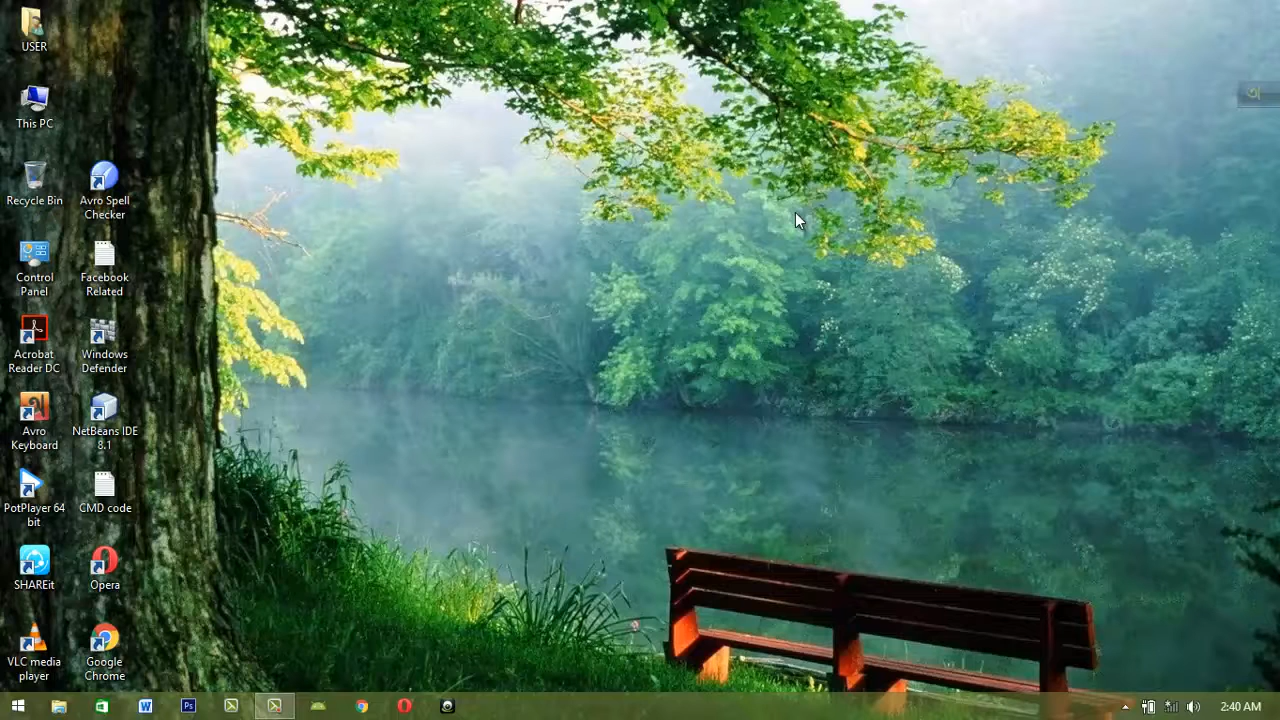 USER
This PC
Recycle Bin
Avro Spell
Checker
Control
Panel
Facebook
Related
Acrobat
Reader DC
Windows
Defender
Avro
Keyboard
NetBeans IDE
8.1
PotPlayer 64
bit
CMD code
SHAREit
Opera
VLC media
player
Google
Chrome
2:40 AM